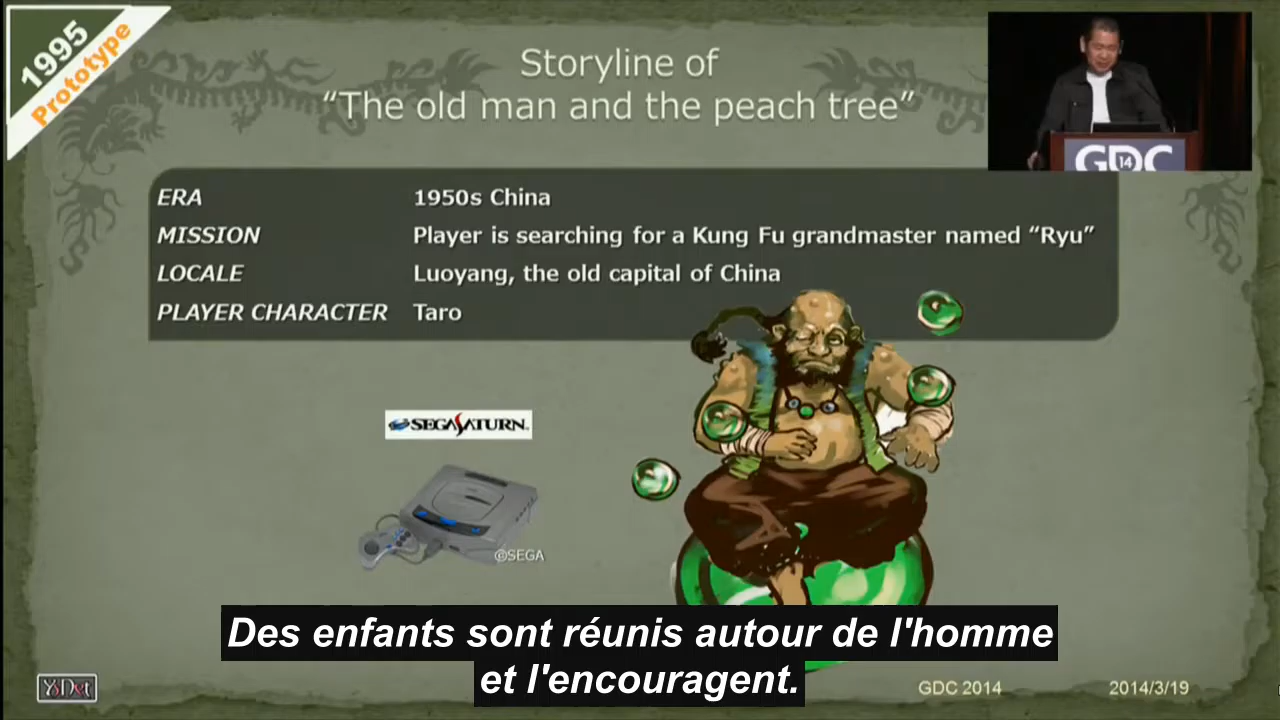 1995
Prototype
Storyline of
“The old man and the peach tree”
GDC
14
ERA 1950s China
MISSION Player is searching for a Kung Fu grandmaster named “Ryu”
LOCALE Luoyang, the old capital of China
PLAYER CHARACTER Taro
SEGA SATURN
©SEGA
Des enfants sont réunis autour de l'homme
et l'encouragent.
YsNet
GDC 2014
2014/3/19